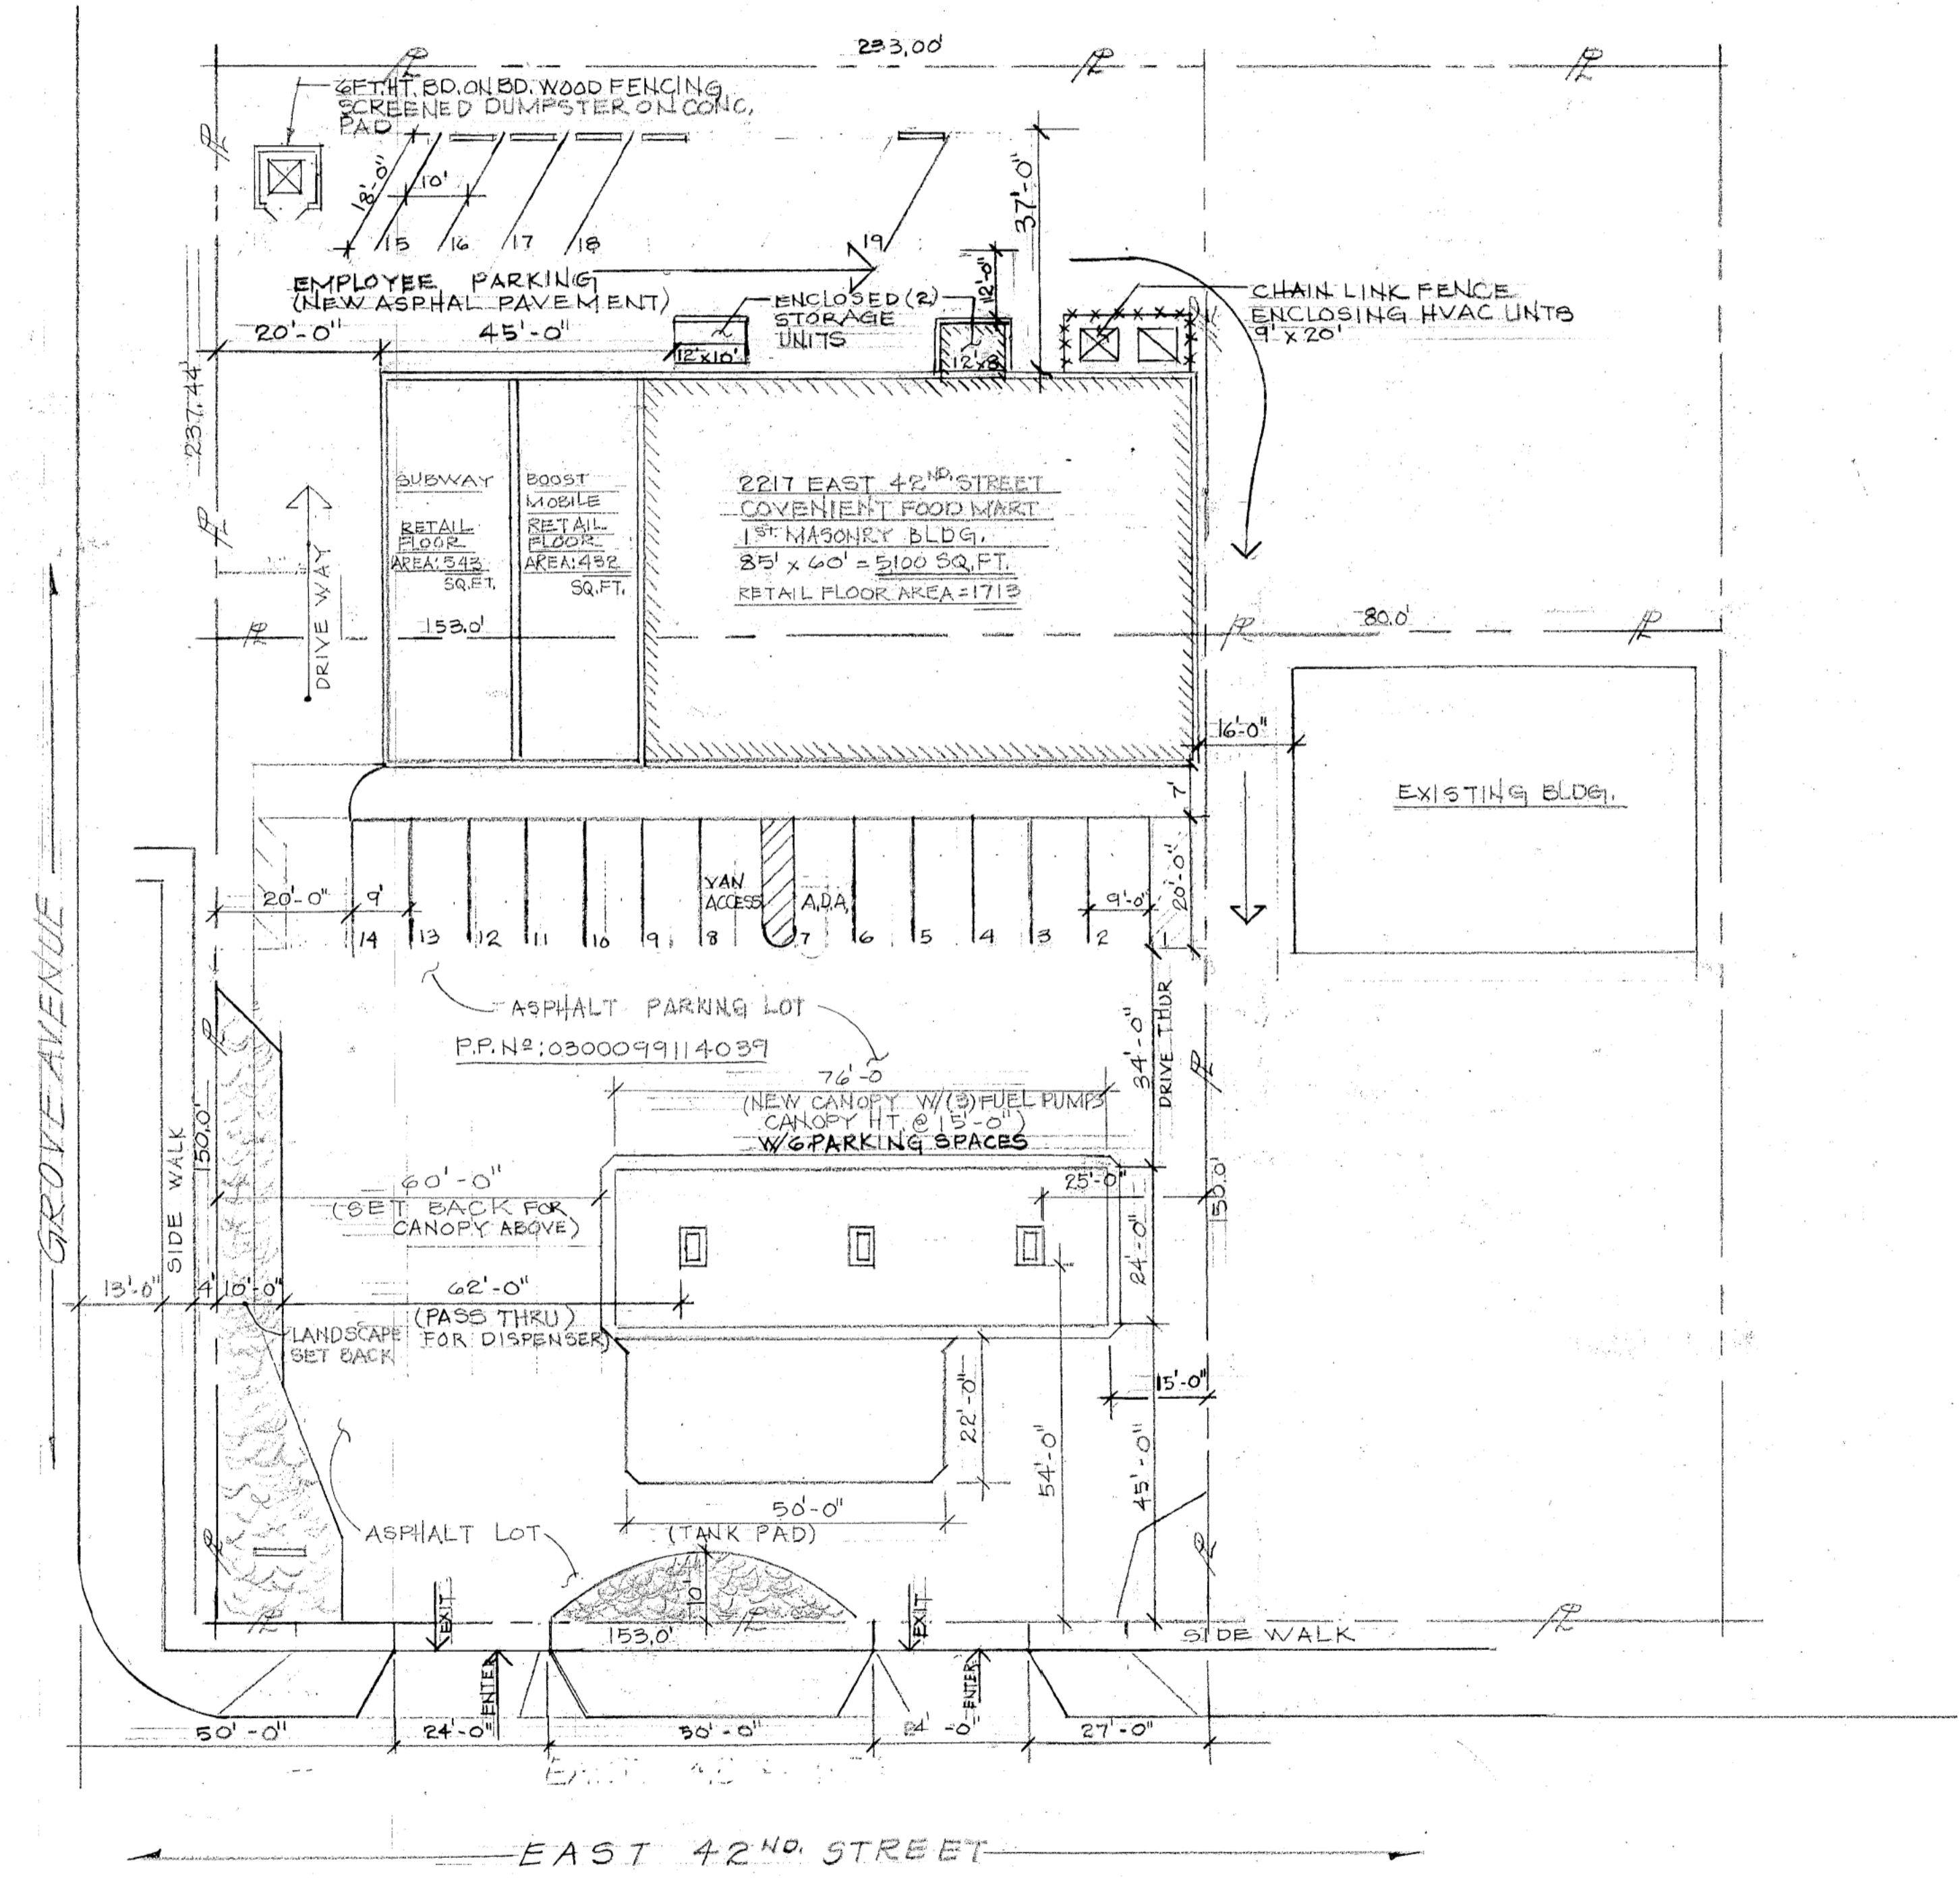 233.00'
6FT.HT. BD. ON BD. WOOD FENCING
SCREENED DUMPSTER ON CONC,
PAD
18'-0"
10'
15 16 17 18 19
37'-0"
12'-0"
EMPLOYEE PARKING
(NEW ASPHAL PAVEMENT)
ENCLOSED (2)
STORAGE
UNITS
CHAIN LINK FENCE
ENCLOSING HVAC UNTS
9' x 20'
20'-0" 45'-0"
12'x10'
12'x8
237.44'
SUBWAY
RETAIL
FLOOR
AREA: 543
SQ.FT.
BOOST
MOBILE
RETAIL
FLOOR
AREA: 432
SQ.FT.
2217 EAST 42ND. STREET
COVENIENT FOOD MART
1ST. MASONRY BLDG.
85' x 60' = 5100 SQ.FT.
RETAIL FLOOR AREA = 1713
DRIVE WAY
153.0'
80.0'
16'-0"
7'
EXISTING BLDG.
20'-0"
9'
VAN
ACCESS
A.D.A.
9'-0"
20'-0"
14 13 12 11 10 9 8 7 6 5 4 3 2 1
ASPHALT PARKING LOT
P.P. Nº: 0300099114039
34'-0"
DRIVE THUR
76'-0
(NEW CANOPY W/(3) FUEL PUMPS
CANOPY HT. @ 15'-0")
W/6 PARKING SPACES
GROVE AVENUE
SIDE WALK
150.0'
60'-0"
(SET BACK FOR
CANOPY ABOVE)
25'-0"
24'-0"
150.0'
13'-0" 4' 10'-0" 62'-0"
(PASS THRU)
FOR DISPENSER)
LANDSCAPE
SET BACK
15'-0"
22'-0"
54'-0"
45'-0"
50'-0"
(TANK PAD)
ASPHALT LOT
10'
EXIT
EXIT
153.0'
SIDE WALK
ENTER
ENTER
50'-0" 24'-0" 50'-0" 24'-0" 27'-0"
EAST 42ND. STREET